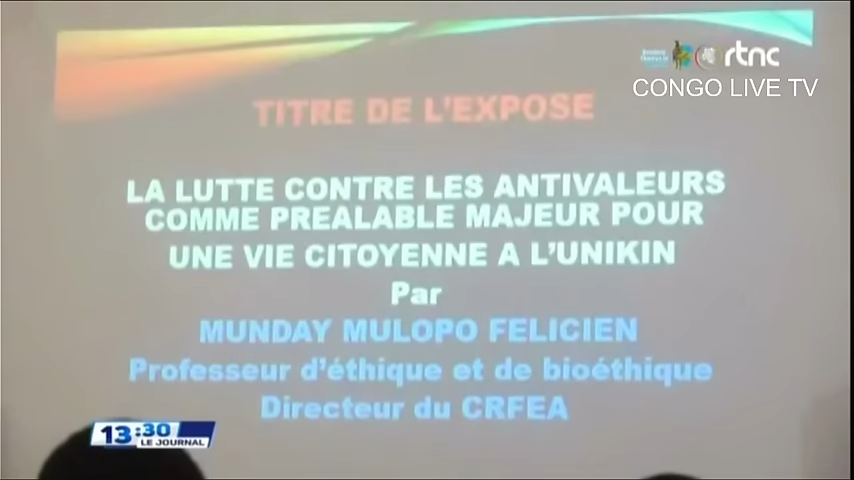 rtnc
CONGO LIVE TV
TITRE DE L'EXPOSE
LA LUTTE CONTRE LES ANTIVALEURS
COMME PREALABLE MAJEUR POUR
UNE VIE CITOYENNE A L'UNIKIN
Par
MUNDAY MULOPO FELICIEN
Professeur d'éthique et de bioéthique
Directeur du CRFEA
13:30
LE JOURNAL